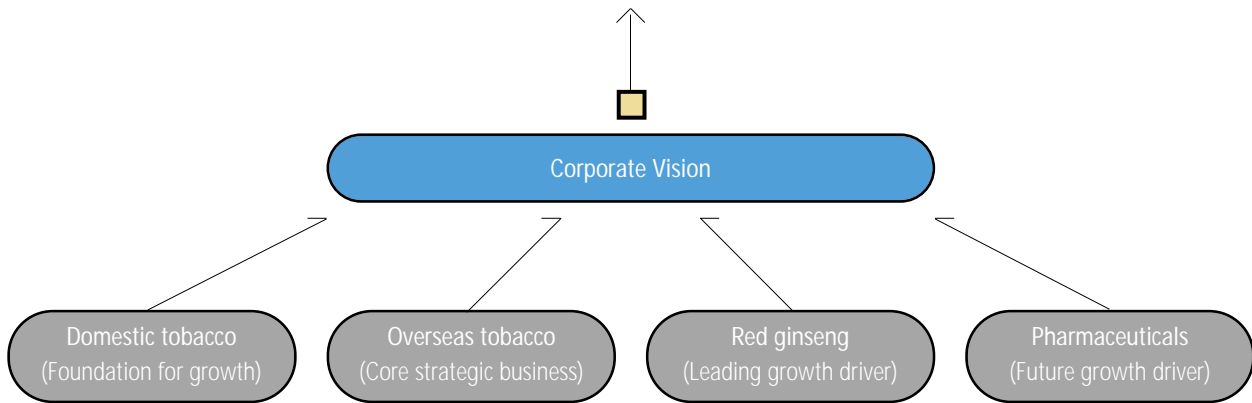 Corporate Vision
Domestic tobacco
(Foundation for growth)
Overseas tobacco
(Core strategic business)
Red ginseng
(Leading growth driver)
Pharmaceuticals
(Future growth driver)